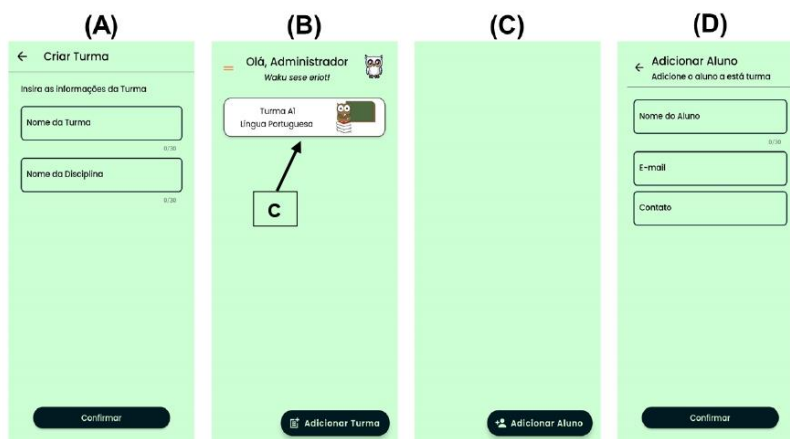 (A)
Criar Turma
Insira as informações da Turma
Nome da Turma
0/30
Nome da Disciplina
0/30
Confirmar
(B)
Olá, Administrador
Waku sese eriot!
Turma A1
Língua Portuguesa
C
Adicionar Turma
(C)
Adicionar Aluno
(D)
Adicionar Aluno
Adicione o aluno a está turma
Nome do Aluno
0/30
E-mail
Contato
Confirmar